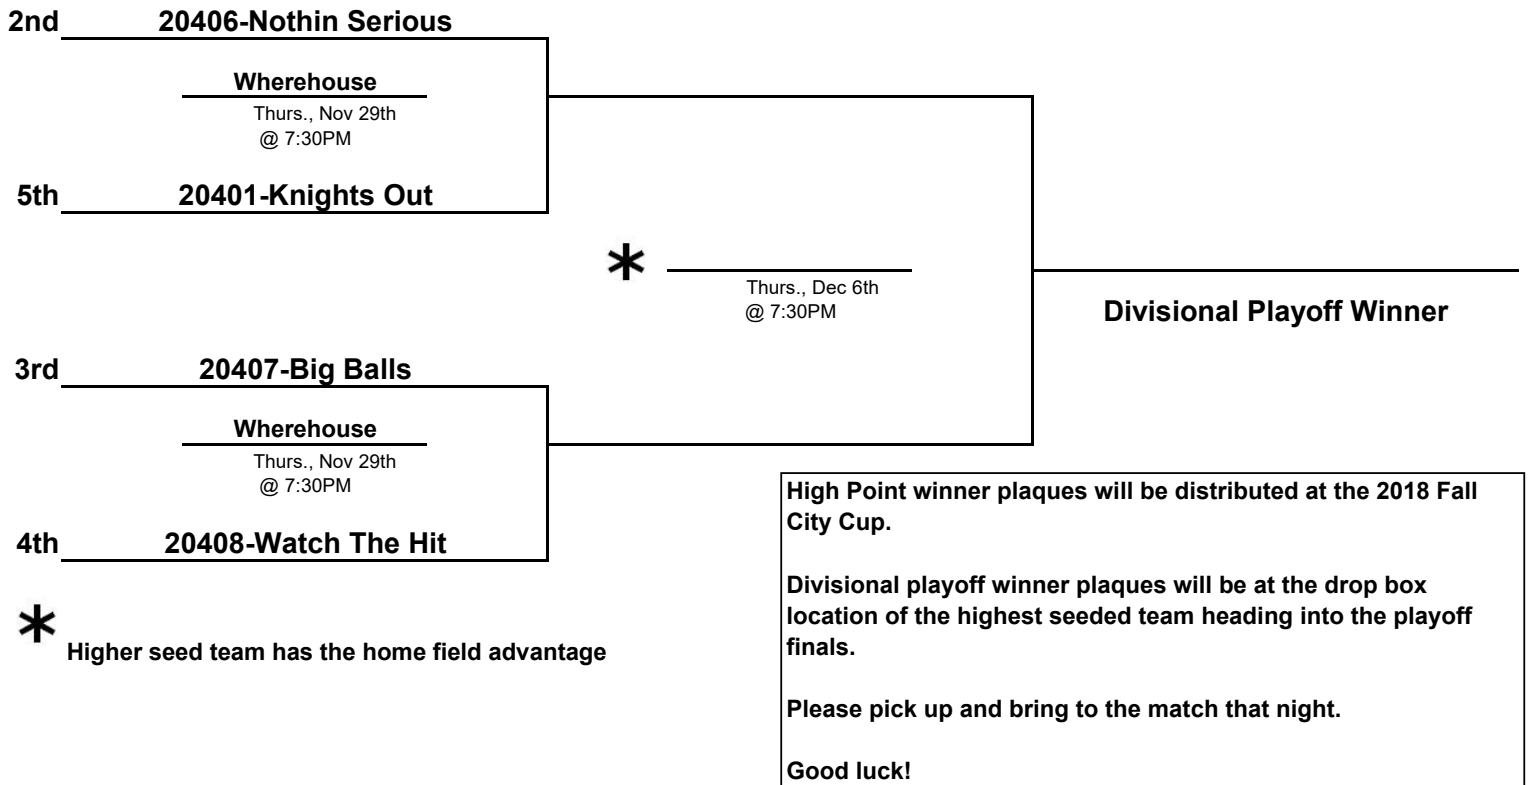 2nd 20406-Nothin Serious
Wherehouse
Thurs., Nov 29th
@ 7:30PM
5th 20401-Knights Out
*
Thurs., Dec 6th
@ 7:30PM
Divisional Playoff Winner
3rd 20407-Big Balls
Wherehouse
Thurs., Nov 29th
@ 7:30PM
4th 20408-Watch The Hit
* Higher seed team has the home field advantage
High Point winner plaques will be distributed at the 2018 Fall
City Cup.
Divisional playoff winner plaques will be at the drop box
location of the highest seeded team heading into the playoff
finals.
Please pick up and bring to the match that night.
Good luck!